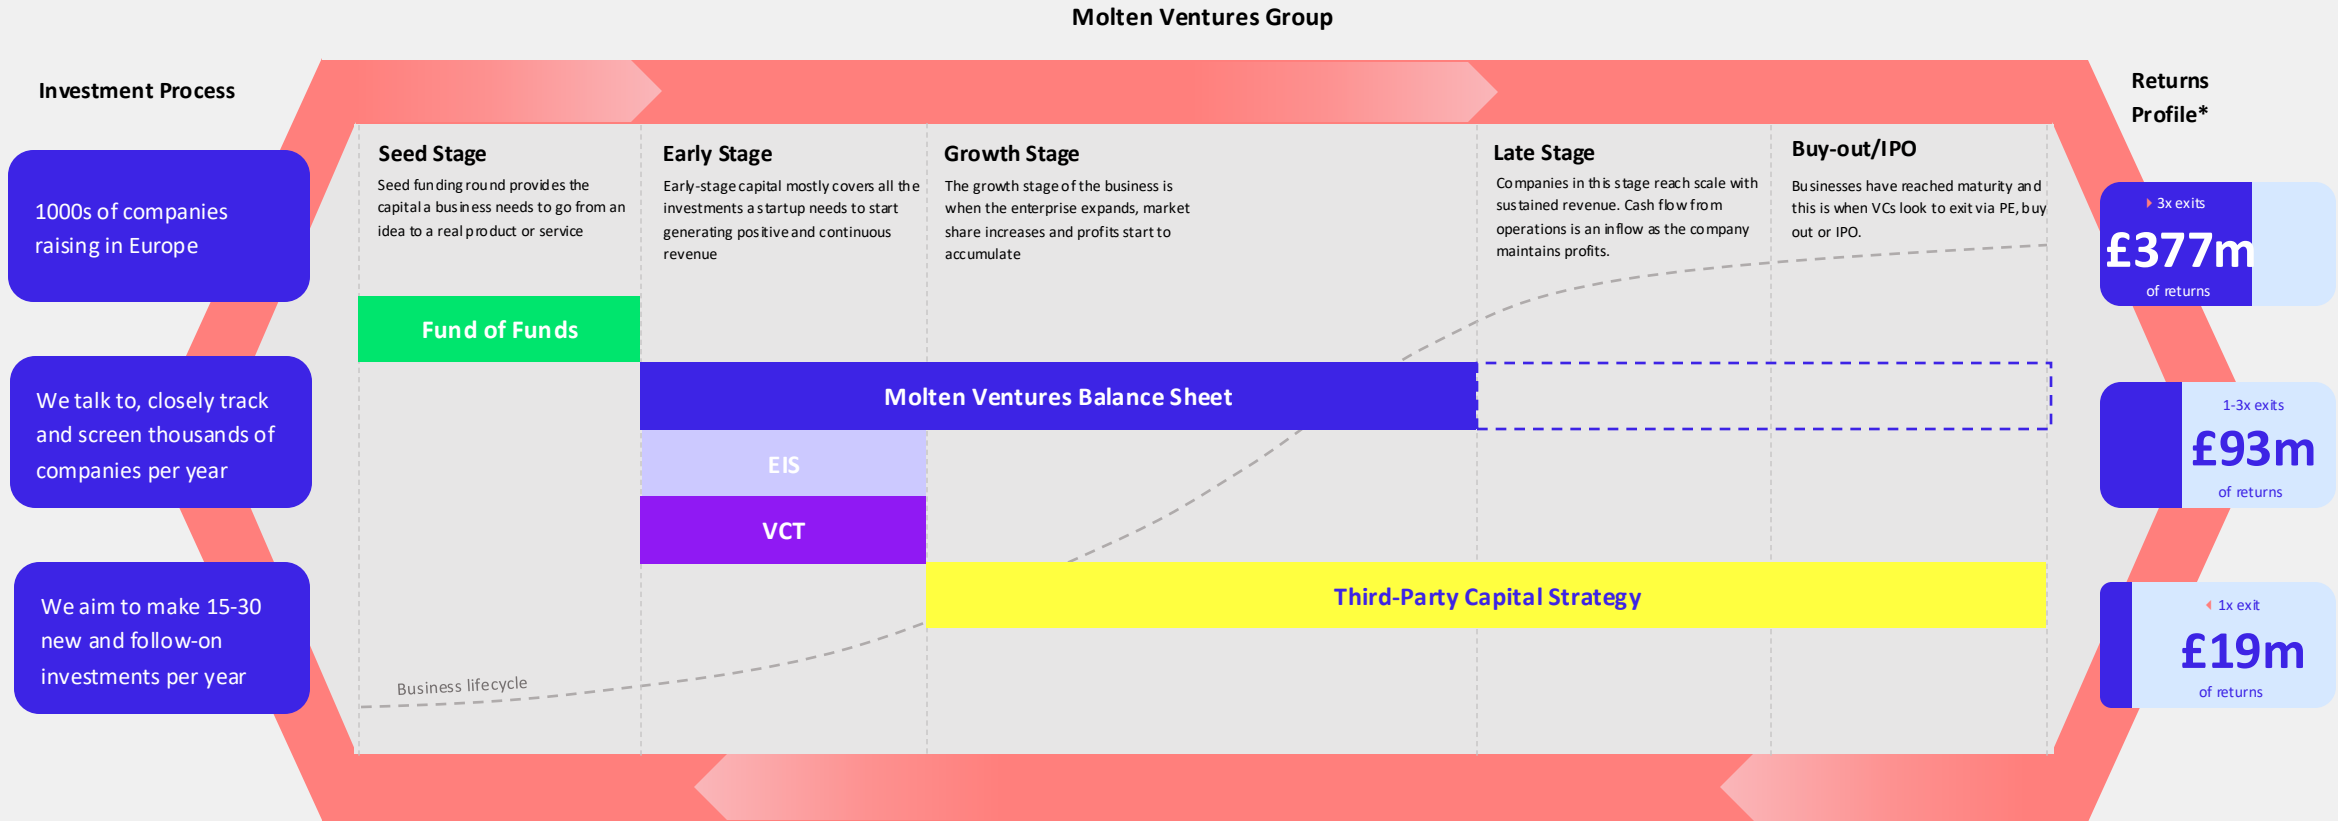 Molten Ventures Group
Investment Process
1000s of companies
raising in Europe
We talk to, closely track
and screen thousands of
companies per year
We aim to make 15-30
new and follow-on
investments per year
Seed Stage
Seed funding round provides the
capital a business needs to go from an
idea to a real product or service
Early Stage
Early-stage capital mostly covers all the
investments a startup needs to start
generating positive and continuous
revenue
Growth Stage
The growth stage of the business is
when the enterprise expands, market
share increases and profits start to
accumulate
Late Stage
Companies in this stage reach scale with
sustained revenue. Cash flow from
operations is an inflow as the company
maintains profits.
Buy-out/IPO
Businesses have reached maturity and
this is when VCs look to exit via PE, buy
out or IPO.
Fund of Funds
Molten Ventures Balance Sheet
EIS
VCT
Third-Party Capital Strategy
Business lifecycle
Returns
Profile*
3x exits
£377m
of returns
1-3x exits
£93m
of returns
1x exit
£19m
of returns